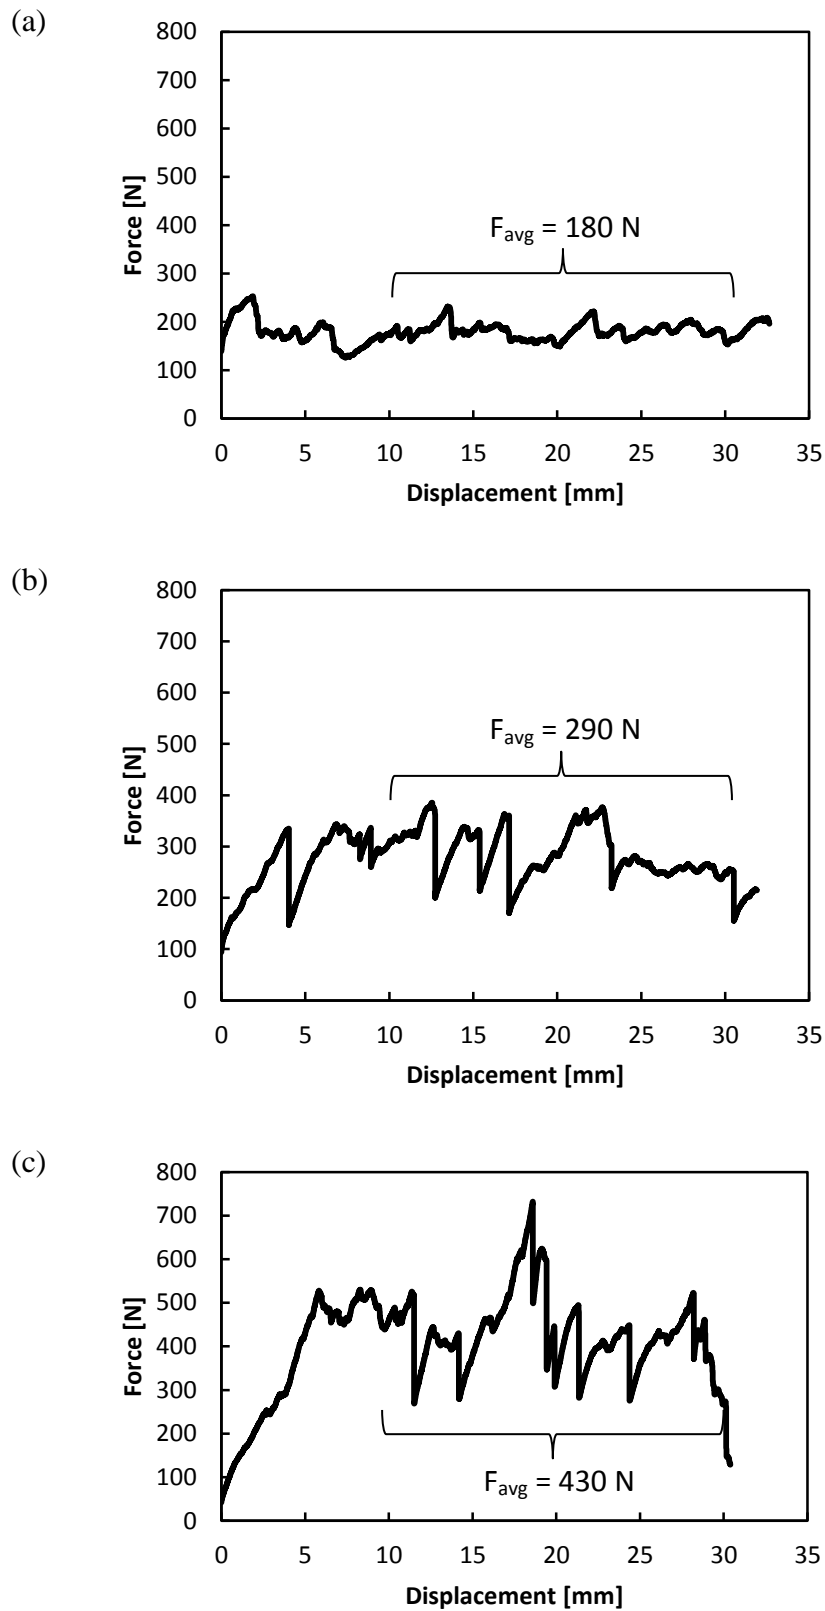 (a)
800
700
600
500
400
300
200
100
0
Force [N]
Favg = 180 N
0 5 10 15 20 25 30 35
Displacement [mm]
(b)
800
700
600
500
400
300
200
100
0
Force [N]
Favg = 290 N
0 5 10 15 20 25 30 35
Displacement [mm]
(c)
800
700
600
500
400
300
200
100
0
Force [N]
Favg = 430 N
0 5 10 15 20 25 30 35
Displacement [mm]